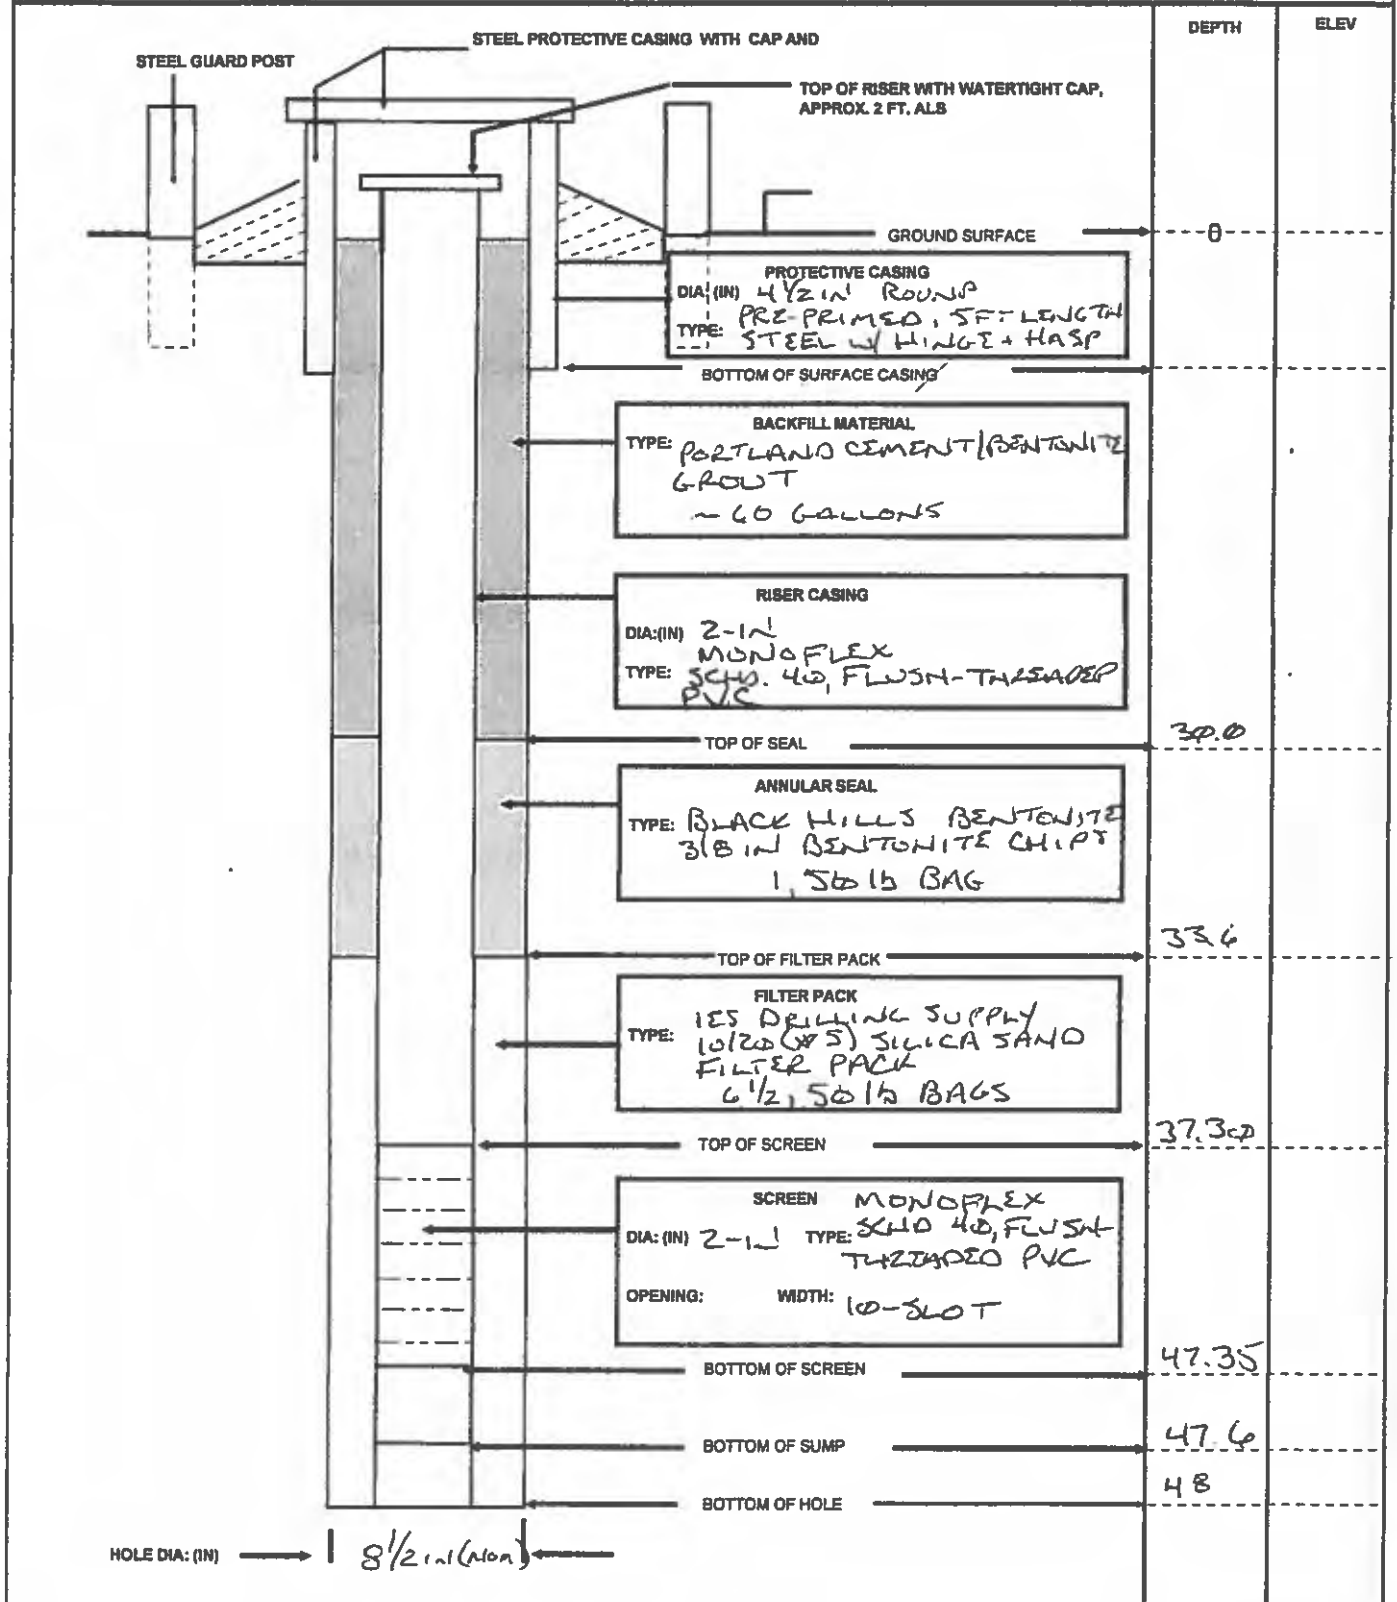 DEPTH
ELEV
STEEL PROTECTIVE CASING WITH CAP AND
STEEL GUARD POST
TOP OF RISER WITH WATERTIGHT CAP,
APPROX. 2 FT. ALS
GROUND SURFACE
0
PROTECTIVE CASING
DIA: (IN) 4 1/2 IN ROUND
PRE-PRIMED, 5FT LENGTH
TYPE: STEEL W/ HINGE + HASP
BOTTOM OF SURFACE CASING
BACKFILL MATERIAL
TYPE: PORTLAND CEMENT/BENTONITE
GROUT
~ 60 GALLONS
RISER CASING
DIA:(IN) 2-IN
MONOFLEX
TYPE: SCHD. 40, FLUSH-THREADED
PVC
TOP OF SEAL
30.0
ANNULAR SEAL
TYPE: BLACK HILLS BENTONITE
3/8 IN BENTONITE CHIPS
1, 50 lb BAG
33.6
TOP OF FILTER PACK
FILTER PACK
IES DRILLING SUPPLY
TYPE: 10/20 (#5) SILICA SAND
FILTER PACK
6 1/2, 50 lb BAGS
TOP OF SCREEN
37.30
SCREEN MONOFLEX
DIA: (IN) 2-IN TYPE: SCHD 40, FLUSH-
THREADED PVC
OPENING: WIDTH: 10-SLOT
BOTTOM OF SCREEN
47.35
BOTTOM OF SUMP
47.6
BOTTOM OF HOLE
48
HOLE DIA: (IN) 8 1/2 in (nom)